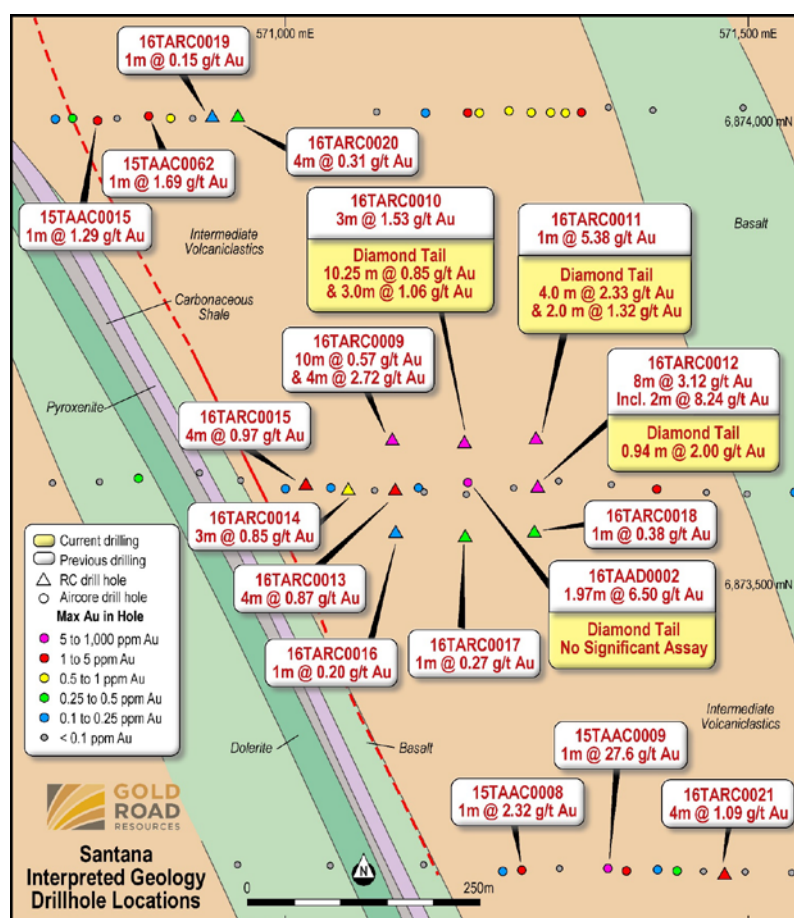 571,000 mE
571,500 mE
16TARC0019
1m @ 0.15 g/t Au
6,874,000 mN
16TARC0020
4m @ 0.31 g/t Au
15TAAC0062
1m @ 1.69 g/t Au
15TAAC0015
1m @ 1.29 g/t Au
Intermediate
Volcaniclastics
Basalt
16TARC0010
3m @ 1.53 g/t Au
Diamond Tail
10.25 m @ 0.85 g/t Au
& 3.0m @ 1.06 g/t Au
16TARC0011
1m @ 5.38 g/t Au
Diamond Tail
4.0 m @ 2.33 g/t Au
& 2.0 m @ 1.32 g/t Au
Carbonaceous
Shale
16TARC0009
10m @ 0.57 g/t Au
& 4m @ 2.72 g/t Au
16TARC0012
8m @ 3.12 g/t Au
Incl. 2m @ 8.24 g/t Au
Diamond Tail
0.94 m @ 2.00 g/t Au
Pyroxenite
16TARC0015
4m @ 0.97 g/t Au
16TARC0014
3m @ 0.85 g/t Au
16TARC0018
1m @ 0.38 g/t Au
16TARC0013
4m @ 0.87 g/t Au
16TAAD0002
1.97m @ 6.50 g/t Au
Diamond Tail
No Significant Assay
6,873,500 mN
16TARC0016
1m @ 0.20 g/t Au
16TARC0017
1m @ 0.27 g/t Au
Current drilling
Previous drilling
RC drill hole
Aircore drill hole
Max Au in Hole
5 to 1,000 ppm Au
1 to 5 ppm Au
0.5 to 1 ppm Au
0.25 to 0.5 ppm Au
0.1 to 0.25 ppm Au
< 0.1 ppm Au
Intermediate
Volcaniclastics
Dolerite
Basalt
15TAAC0009
1m @ 27.6 g/t Au
15TAAC0008
1m @ 2.32 g/t Au
16TARC0021
4m @ 1.09 g/t Au
GOLD
ROAD
RESOURCES
Santana
Interpreted Geology
Drillhole Locations
N
0
250m